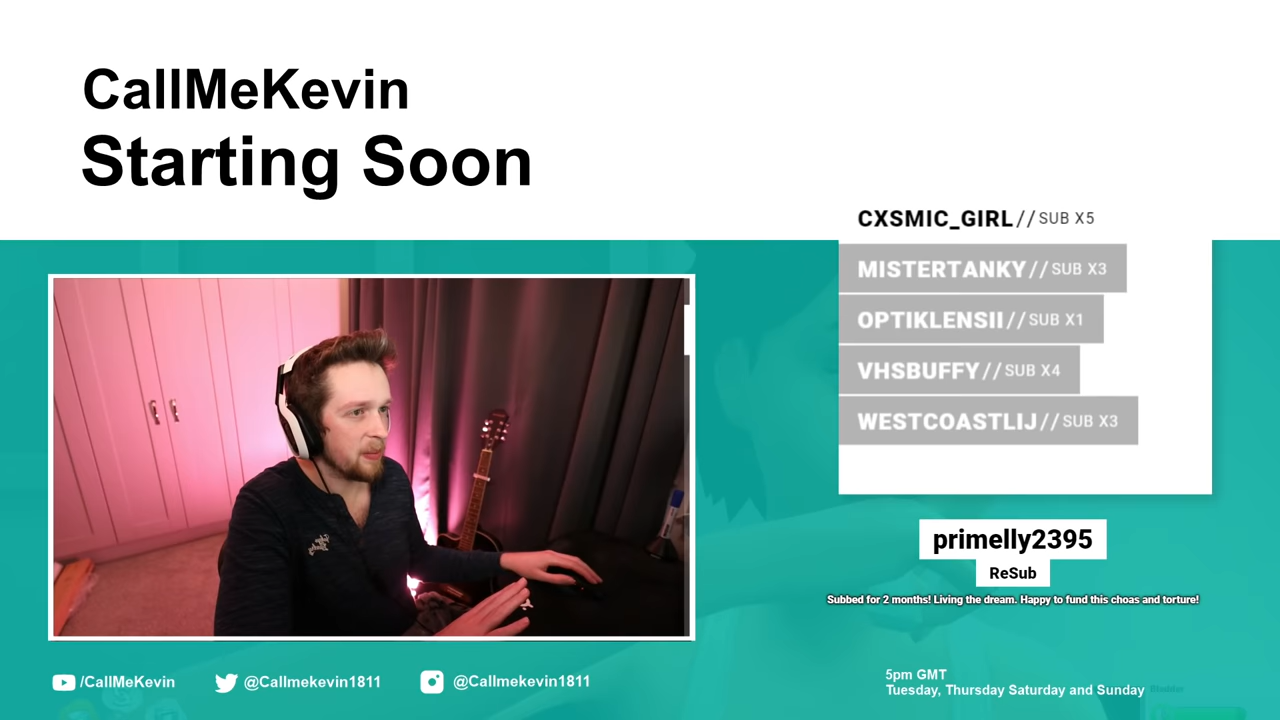 CallMeKevin
Starting Soon
CXSMIC_GIRL // SUB X5
MISTERTANKY // SUB X3
OPTIKLENSII // SUB X1
VHSBUFFY // SUB X4
WESTCOASTLIJ // SUB X3
primelly2395
ReSub
Subbed for 2 months! Living the dream. Happy to fund this choas and torture!
/CallMeKevin
@Callmekevin1811
@Callmekevin1811
5pm GMT
Tuesday, Thursday Saturday and Sunday